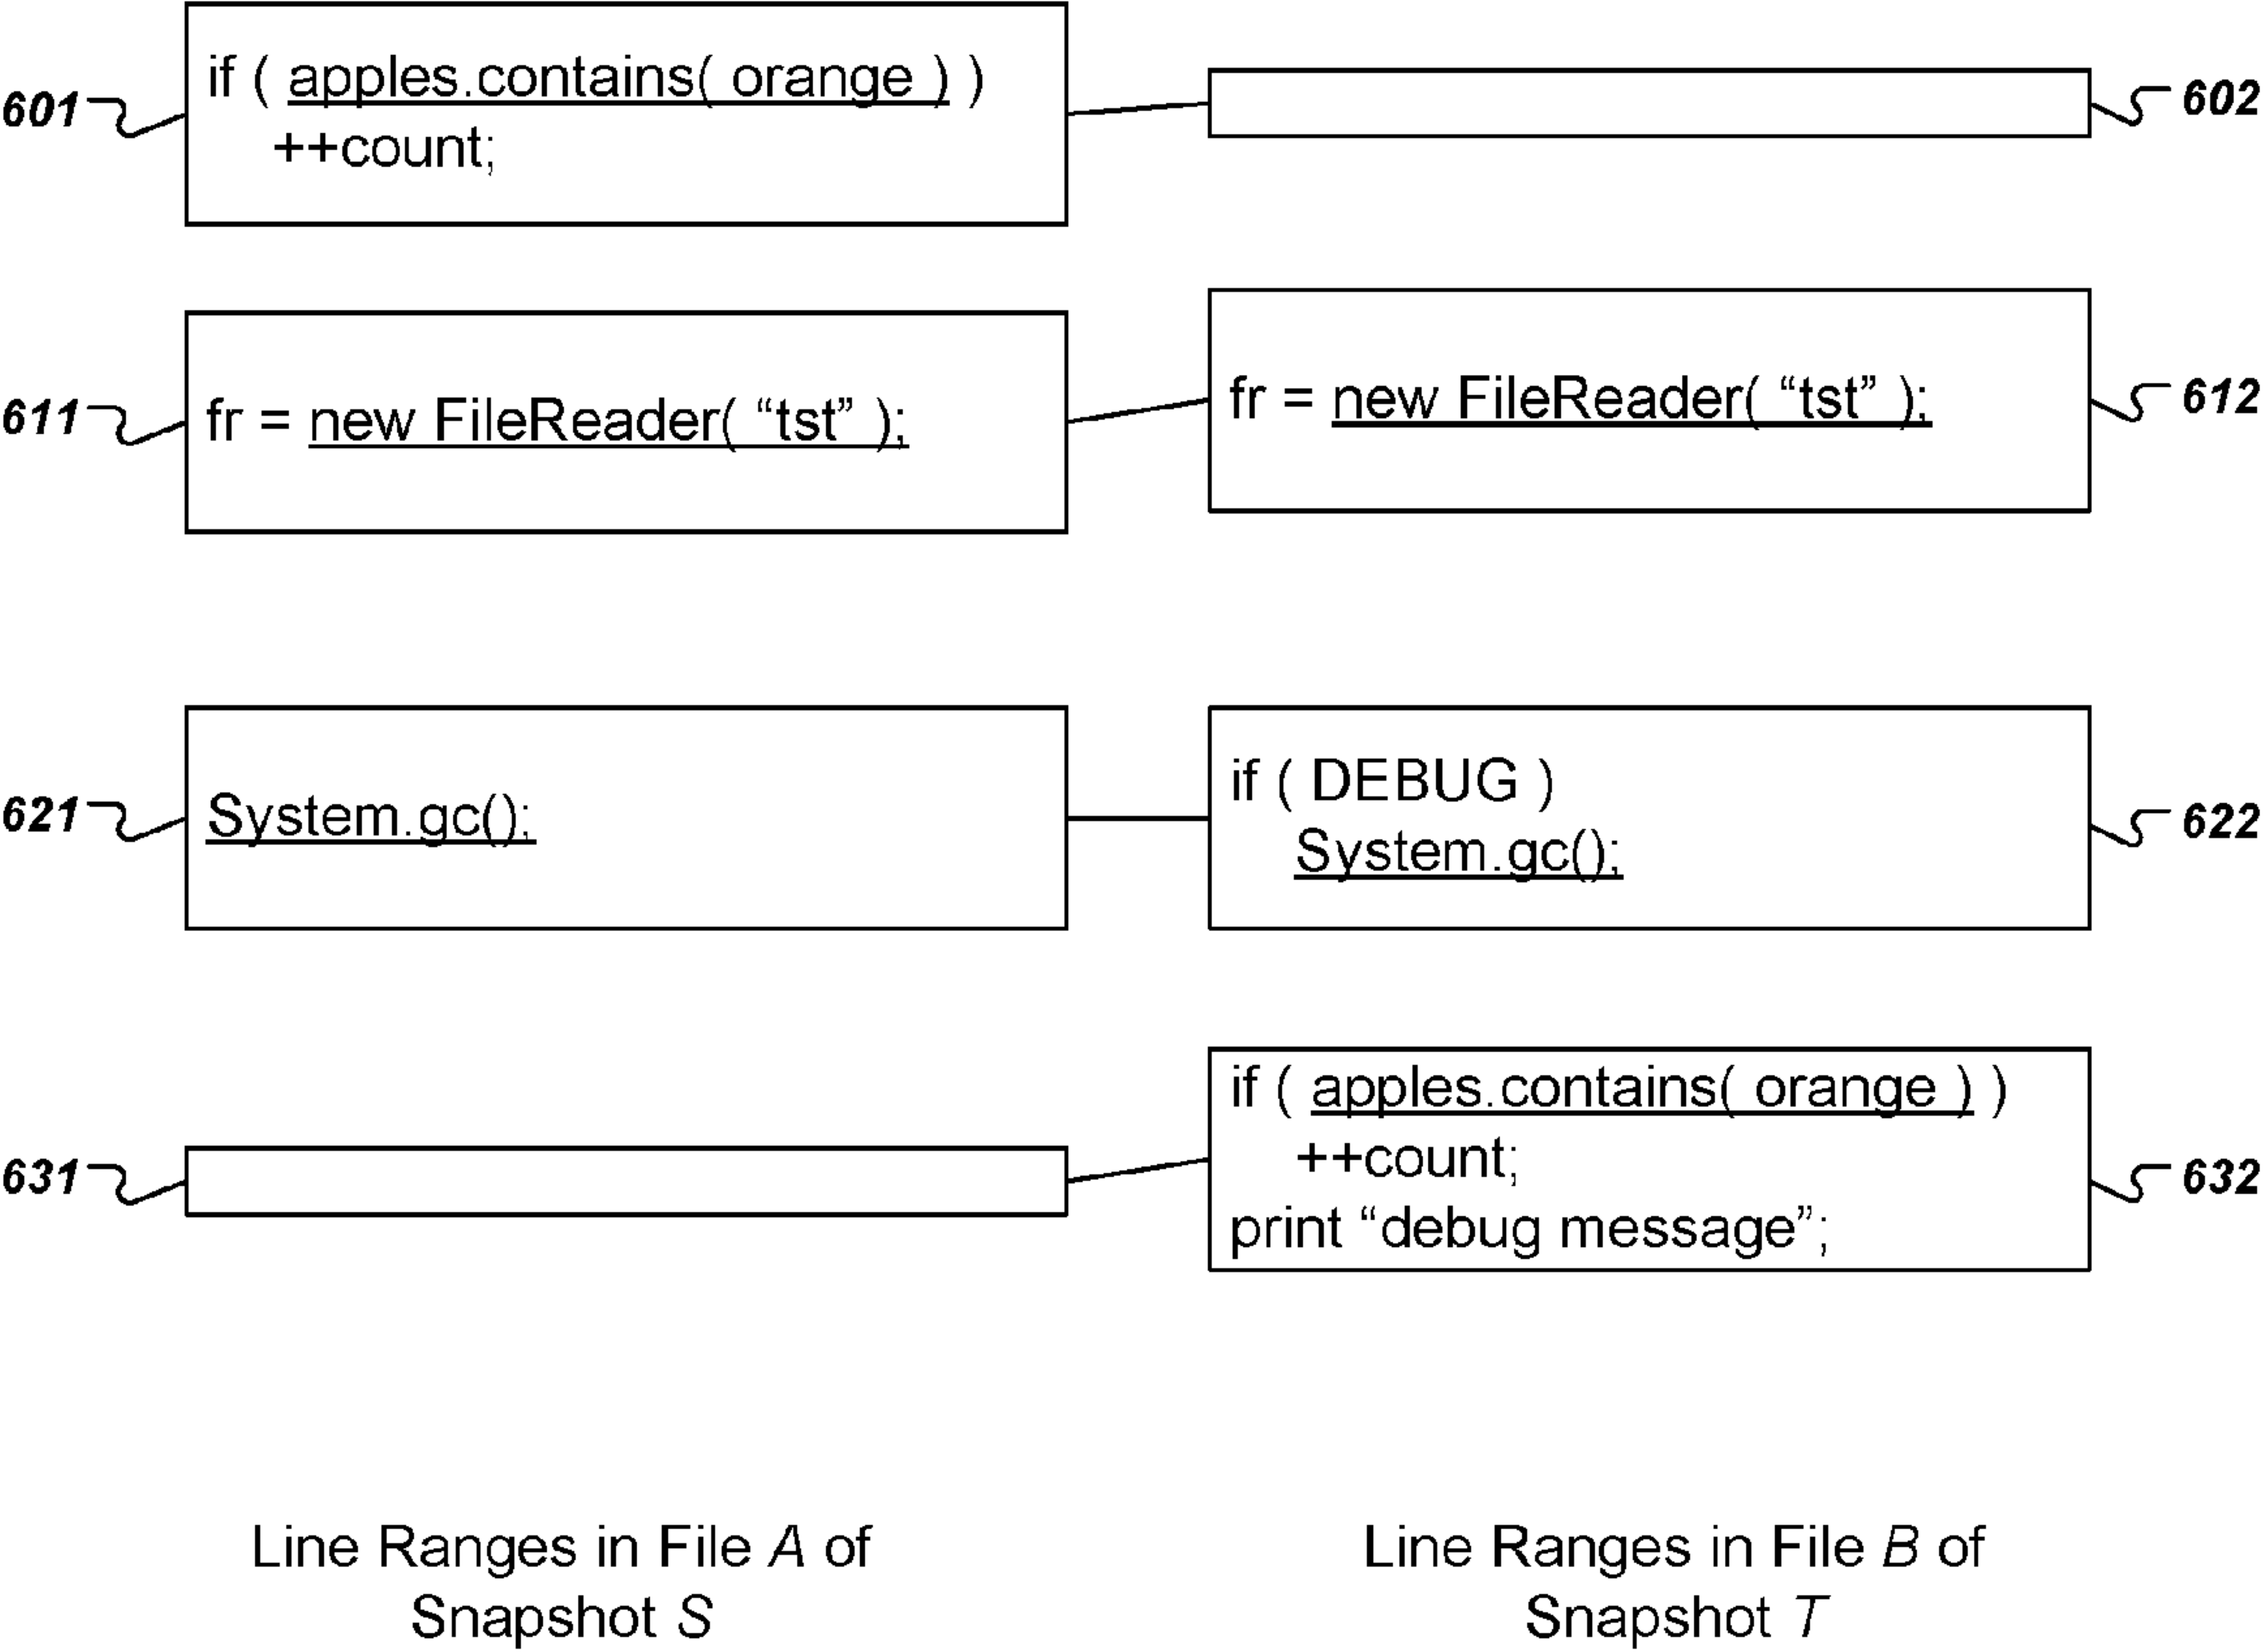 601
if ( apples.contains( orange ) )
++count;
602
611
fr = new FileReader( “tst” );
fr = new FileReader( “tst” );
612
621
System.gc();
if ( DEBUG )
System.gc();
622
631
if ( apples.contains( orange ) )
++count;
print “debug message”;
632
Line Ranges in File A of
Snapshot S
Line Ranges in File B of
Snapshot T